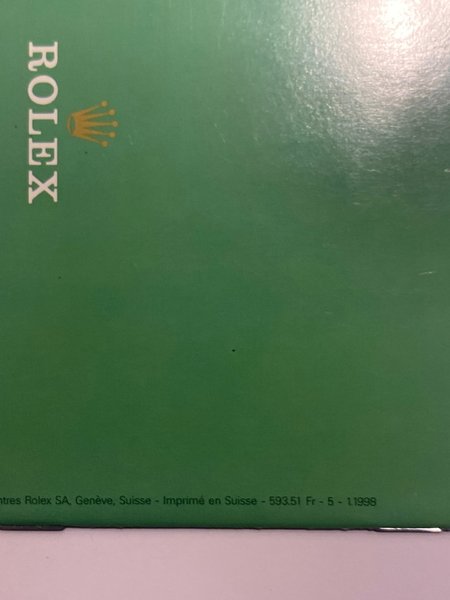 ROLEX
ntres Rolex SA, Genève, Suisse - Imprimé en Suisse - 593.51 Fr - 5 - 1.1998